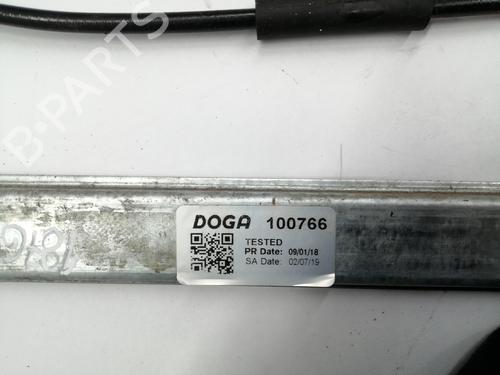 B-PARTS
DOGA 100766
TESTED
PR Date: 09/01/18
SA Date: 02/07/19